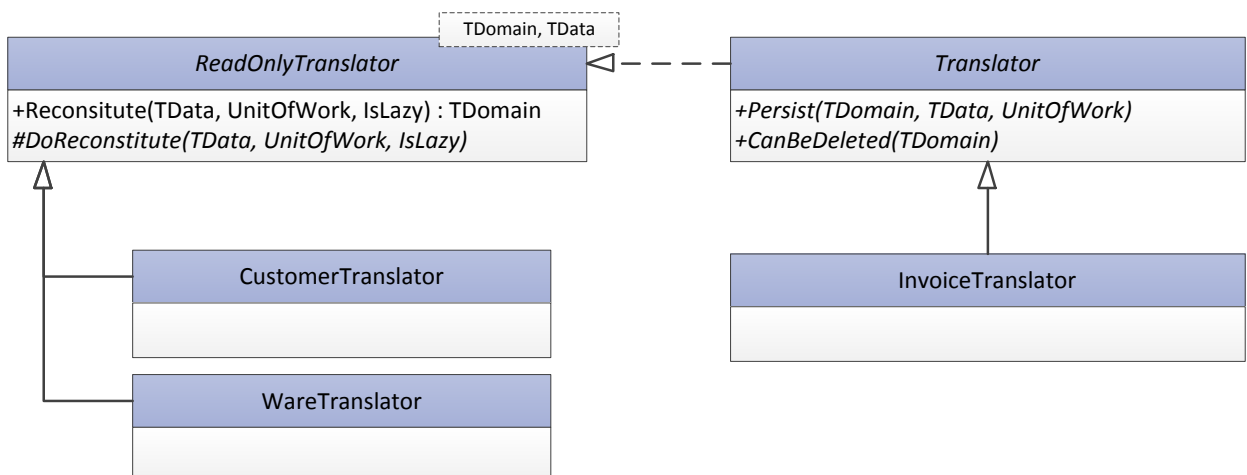 TDomain, TData
ReadOnlyTranslator
+Reconsitute(TData, UnitOfWork, IsLazy) : TDomain
#DoReconstitute(TData, UnitOfWork, IsLazy)
Translator
+Persist(TDomain, TData, UnitOfWork)
+CanBeDeleted(TDomain)
CustomerTranslator
InvoiceTranslator
WareTranslator